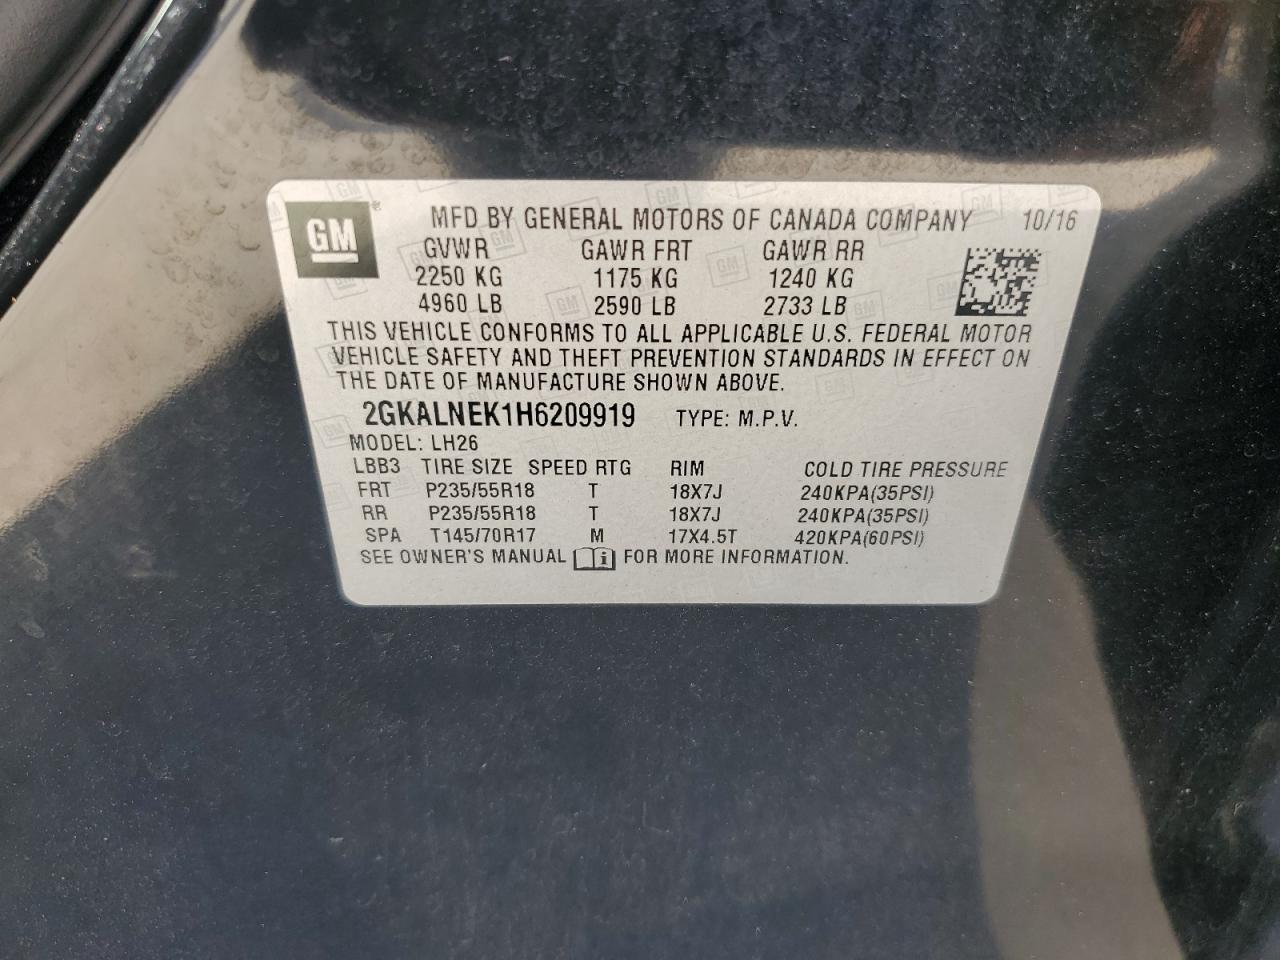 GM
MFD BY GENERAL MOTORS OF CANADA COMPANY 10/16
GVWR GAWR FRT GAWR RR
2250 KG 1175 KG 1240 KG
4960 LB 2590 LB 2733 LB
THIS VEHICLE CONFORMS TO ALL APPLICABLE U.S. FEDERAL MOTOR
VEHICLE SAFETY AND THEFT PREVENTION STANDARDS IN EFFECT ON
THE DATE OF MANUFACTURE SHOWN ABOVE.
2GKALNEK1H6209919 TYPE: M.P.V.
MODEL: LH26
LBB3 TIRE SIZE SPEED RTG RIM COLD TIRE PRESSURE
FRT P235/55R18 T 18X7J 240KPA(35PSI)
RR P235/55R18 T 18X7J 240KPA(35PSI)
SPA T145/70R17 M 17X4.5T 420KPA(60PSI)
SEE OWNER'S MANUAL i FOR MORE INFORMATION.